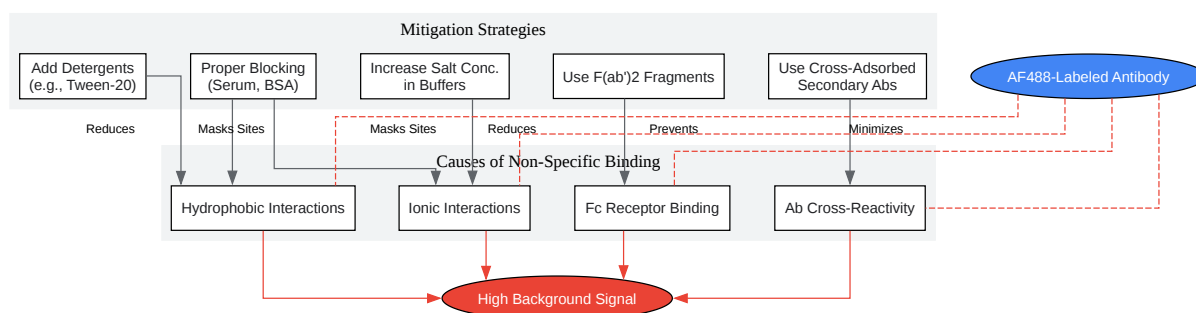 Mitigation Strategies
Add Detergents
(e.g., Tween-20)
Proper Blocking
(Serum, BSA)
Increase Salt Conc.
in Buffers
Use F(ab')2 Fragments
Use Cross-Adsorbed
Secondary Abs
AF488-Labeled Antibody
Reduces
Masks Sites
Masks Sites
Reduces
Prevents
Minimizes
Causes of Non-Specific Binding
Hydrophobic Interactions
Ionic Interactions
Fc Receptor Binding
Ab Cross-Reactivity
High Background Signal